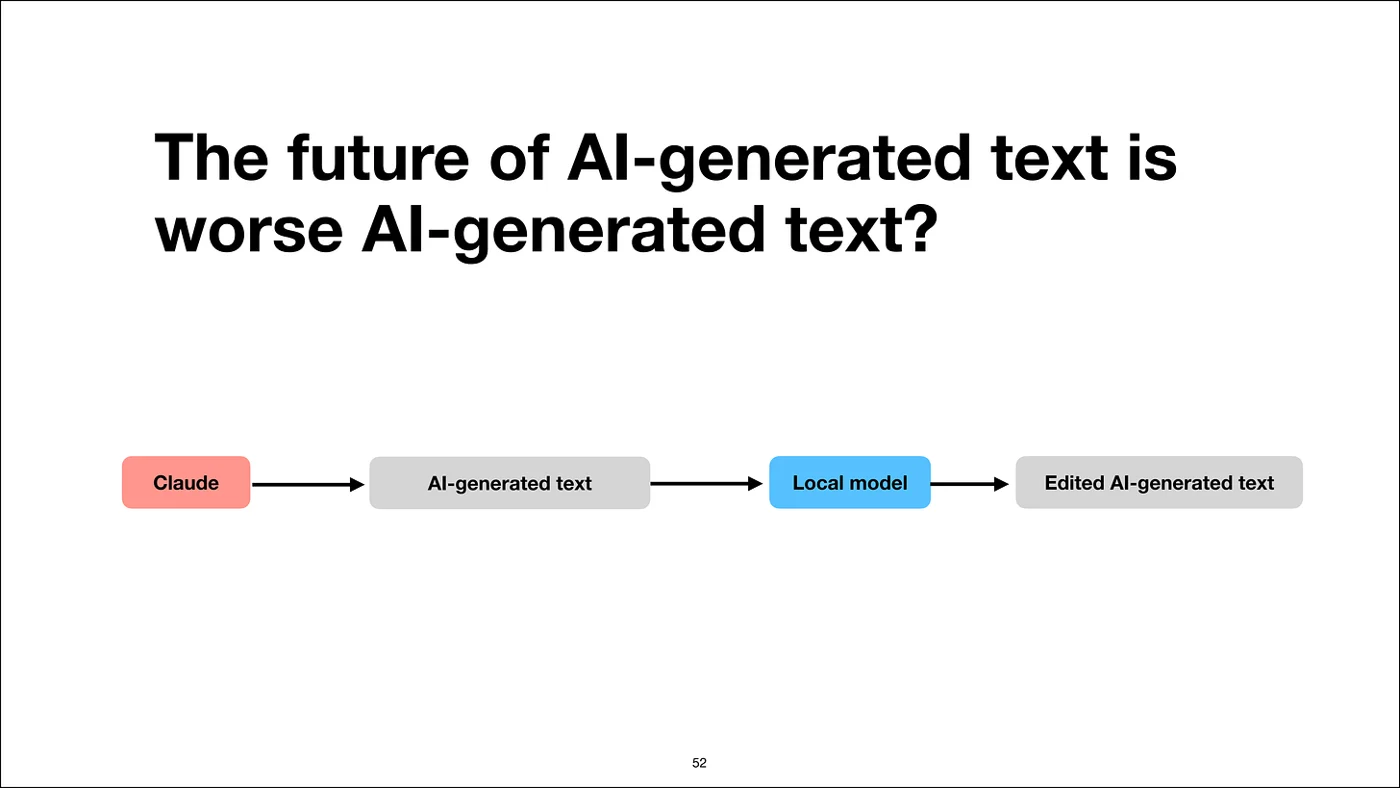 The future of AI-generated text is
worse AI-generated text?
Claude
AI-generated text
Local model
Edited AI-generated text
52